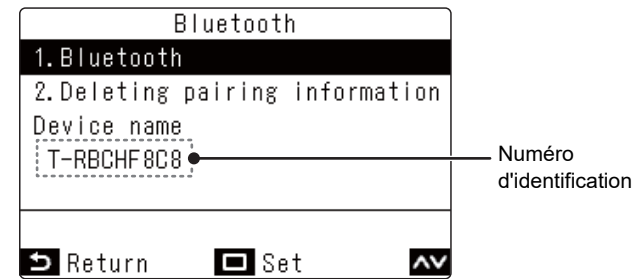 Bluetooth
1.Bluetooth
2.Deleting pairing information
Device name
T-RBCHF8C8
Numéro
d'identification
Return Set